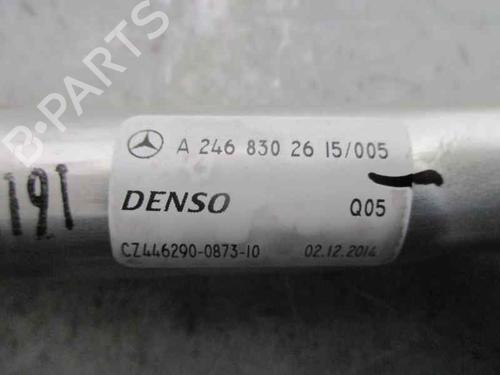 B-PARTS
A 246 830 26 15/005
DENSO Q05
CZ446290-0873-10 02.12.2014
191